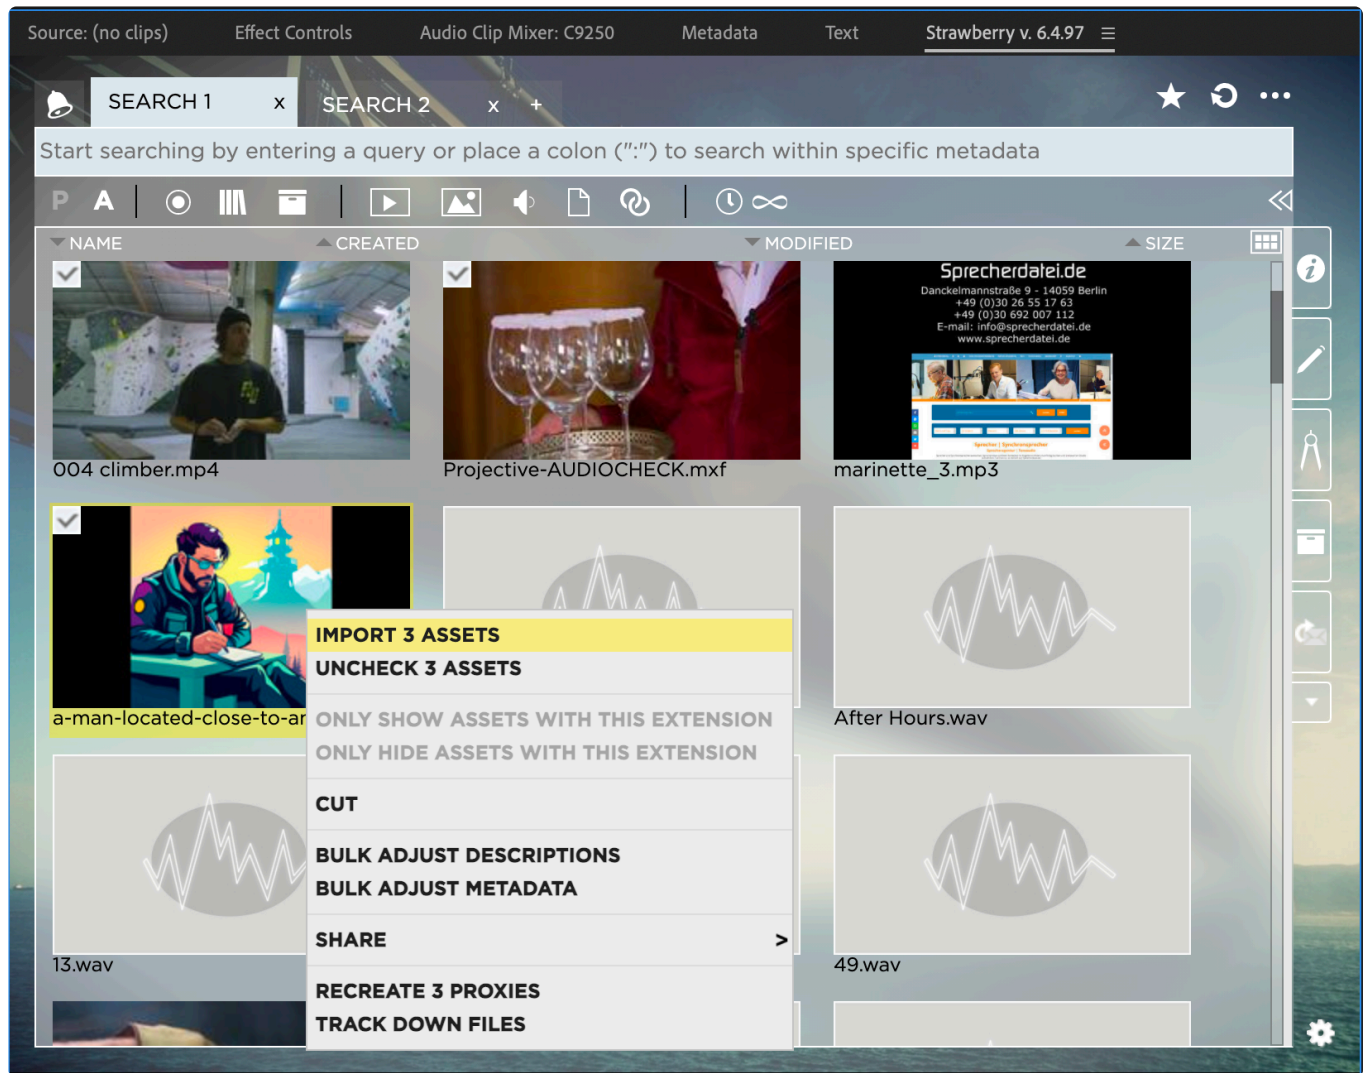 Source: (no clips)
Effect Controls
Audio Clip Mixer: C9250
Metadata
Text
Strawberry v. 6.4.97
SEARCH 1 x
SEARCH 2 x +
Start searching by entering a query or place a colon (":") to search within specific metadata
P A
NAME
CREATED
MODIFIED
SIZE
Sprecherdatei.de
Danckelmannstraße 9 - 14059 Berlin
+49 (0)30 26 55 17 63
+49 (0)30 692 007 112
E-mail: info@sprecherdatei.de
www.sprecherdatei.de
Sprecher | Synchronsprecher
004 climber.mp4
Projective-AUDIOCHECK.mxf
marinette_3.mp3
a-man-located-close-to-ar
After Hours.wav
IMPORT 3 ASSETS
UNCHECK 3 ASSETS
ONLY SHOW ASSETS WITH THIS EXTENSION
ONLY HIDE ASSETS WITH THIS EXTENSION
CUT
BULK ADJUST DESCRIPTIONS
BULK ADJUST METADATA
SHARE >
RECREATE 3 PROXIES
TRACK DOWN FILES
13.wav
49.wav